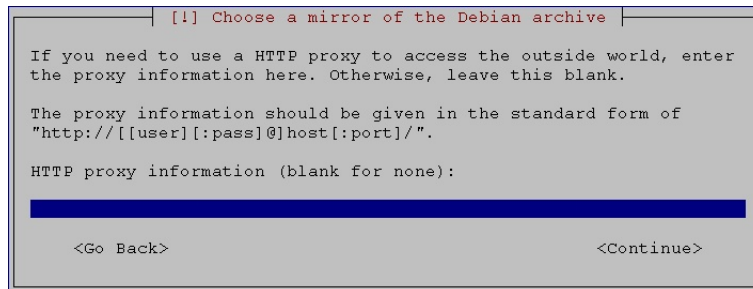 [!] Choose a mirror of the Debian archive
If you need to use a HTTP proxy to access the outside world, enter
the proxy information here. Otherwise, leave this blank.
The proxy information should be given in the standard form of
"http://[[user][:pass]@]host[:port]/".
HTTP proxy information (blank for none):
<Go Back> <Continue>